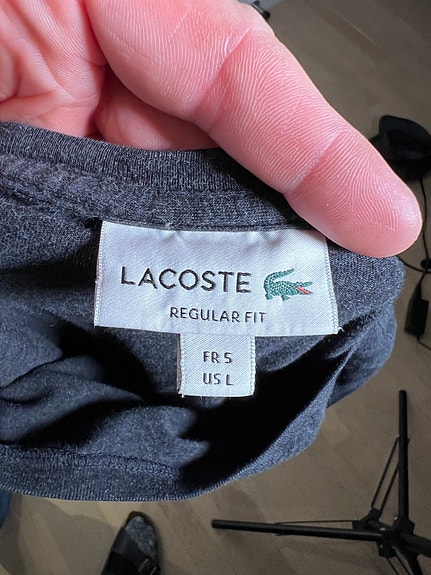 LACOSTE
REGULAR FIT
FR 5
US L